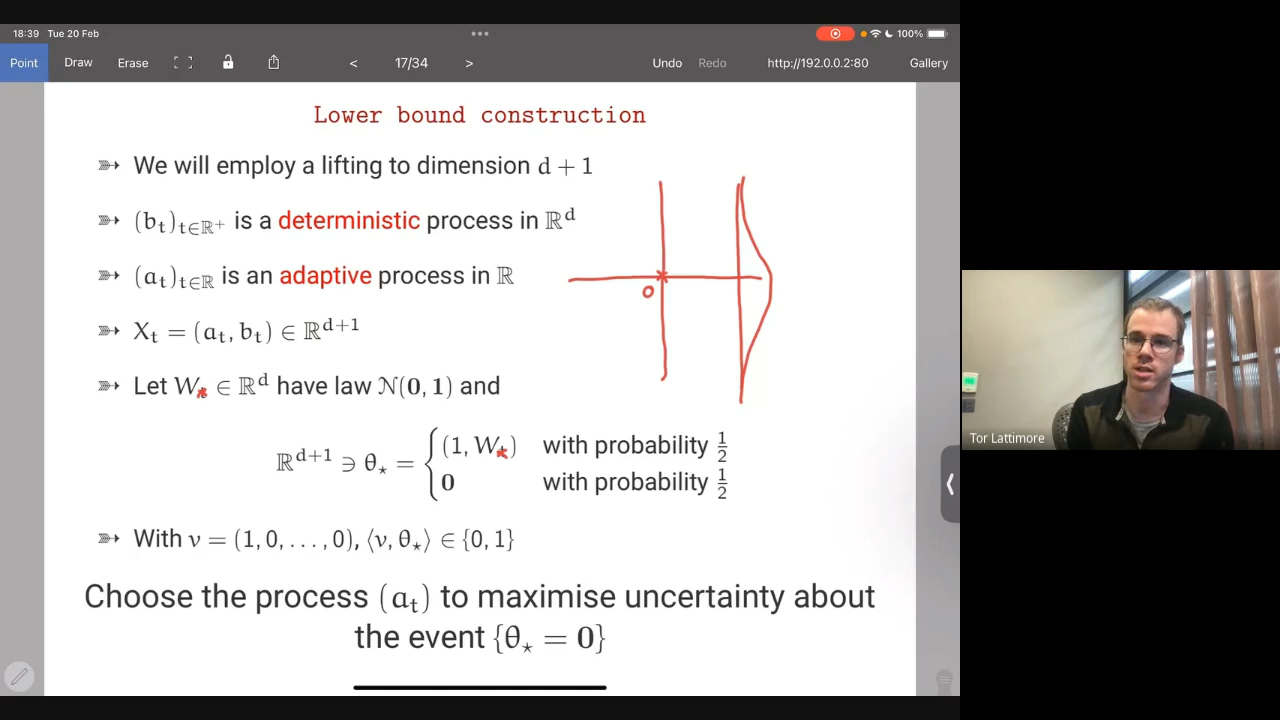 18:39 Tue 20 Feb 100%
Point Draw Erase < 17/34 > Undo Redo http://192.0.0.2:80 Gallery
Lower bound construction
➳ We will employ a lifting to dimension d + 1
➳ (b_t)_{t∈ℝ⁺} is a deterministic process in ℝ^d
➳ (a_t)_{t∈ℝ} is an adaptive process in ℝ
0
➳ X_t = (a_t, b_t) ∈ ℝ^{d+1}
➳ Let W_* ∈ ℝ^d have law N(0, 1) and
ℝ^{d+1} ∋ θ_⋆ = { (1, W_*) with probability 1/2
0 with probability 1/2
➳ With v = (1, 0, . . . , 0), ⟨v, θ_⋆⟩ ∈ {0, 1}
Choose the process (a_t) to maximise uncertainty about
the event {θ_⋆ = 0}
Tor Lattimore